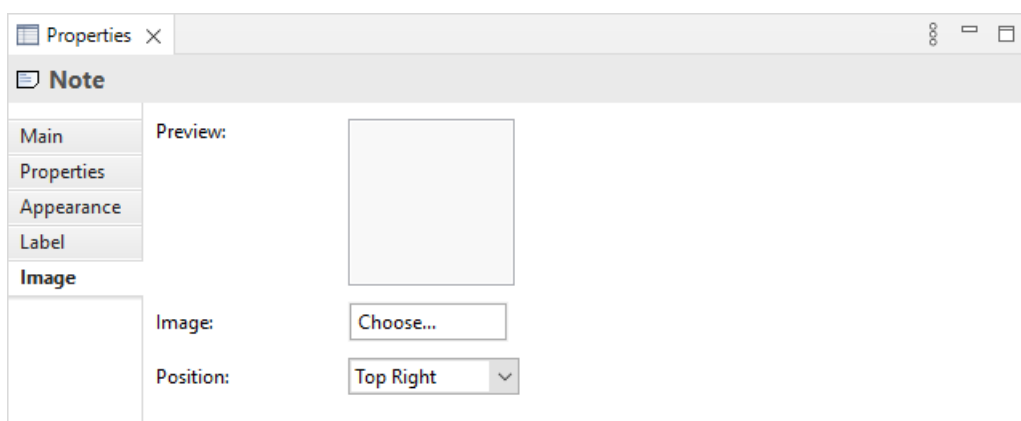 Properties
Note
Main
Properties
Appearance
Label
Image
Preview:
Image: Choose...
Position: Top Right